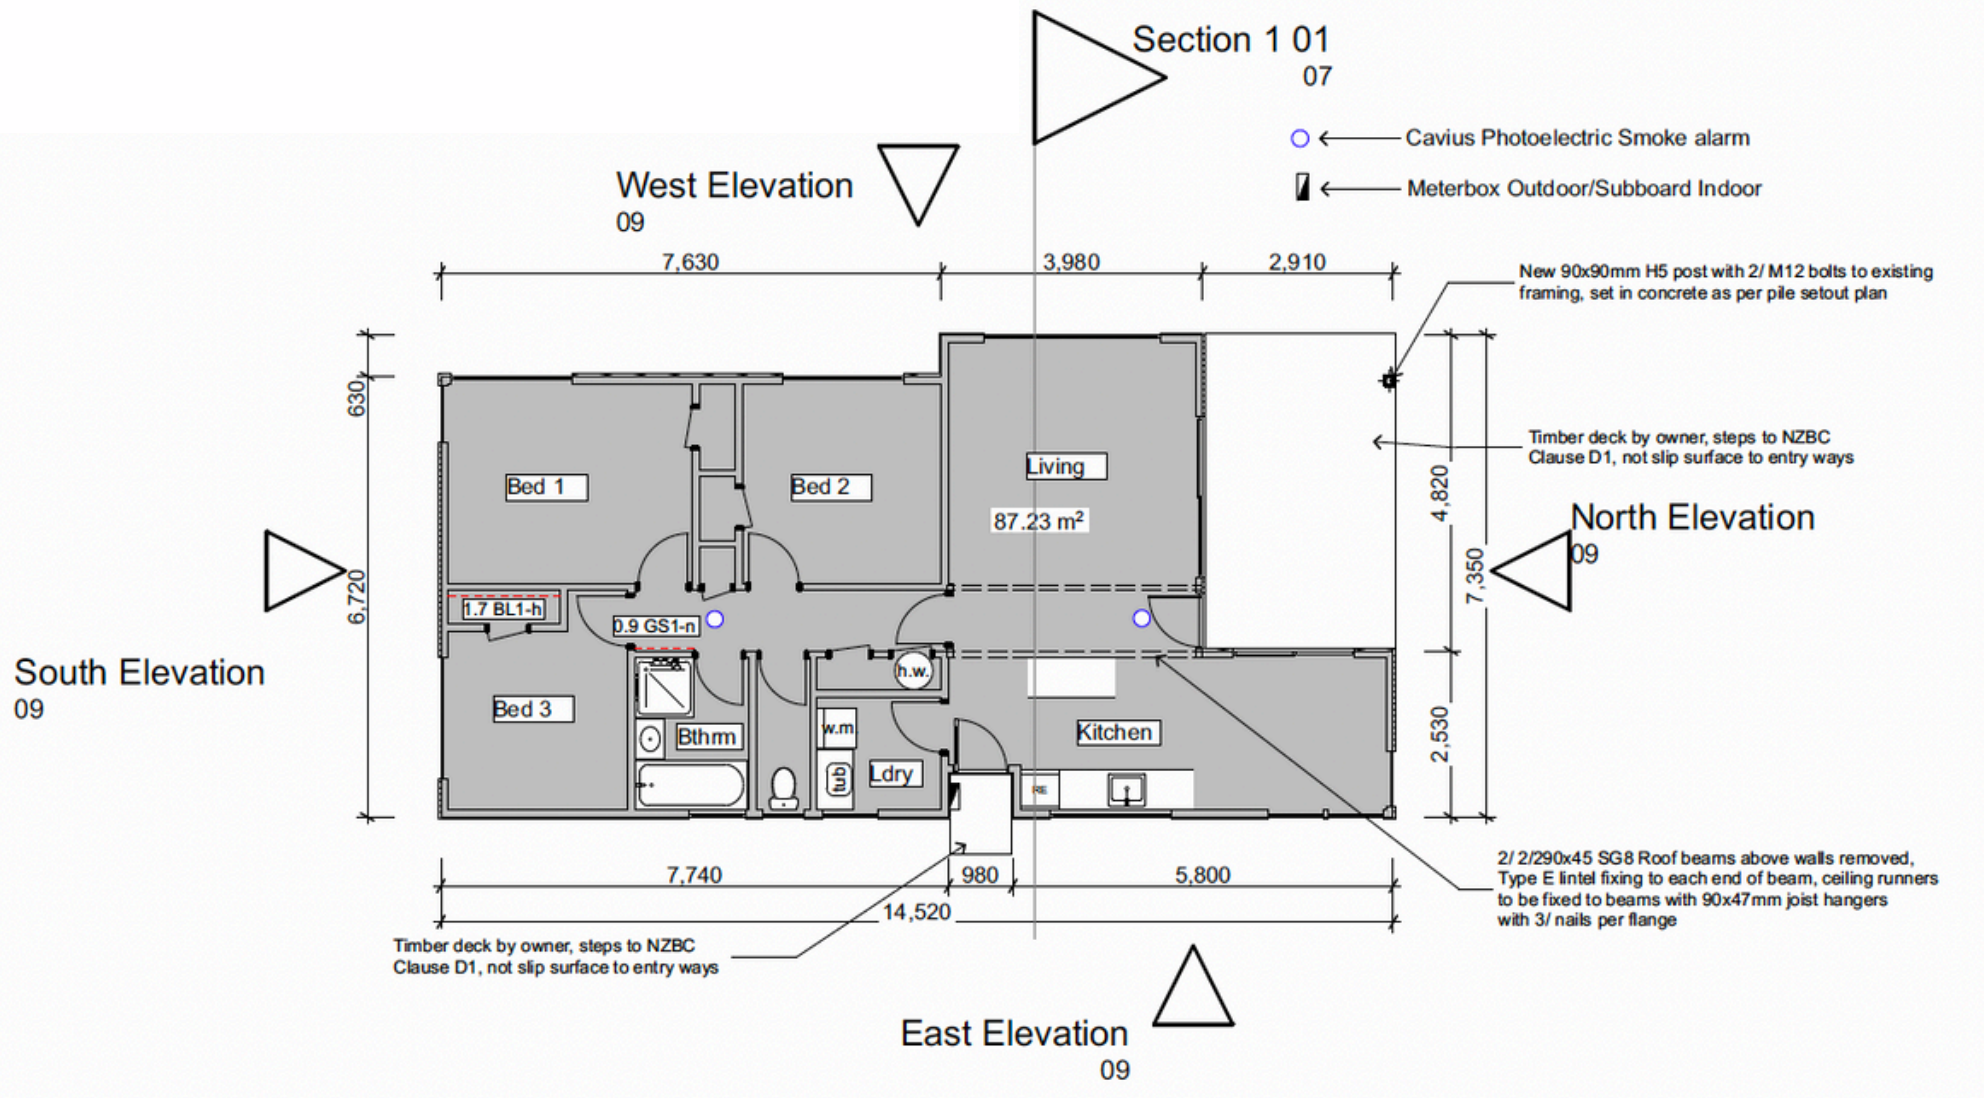 Section 1 01
07
Cavius Photoelectric Smoke alarm
Meterbox Outdoor/Subboard Indoor
West Elevation
09
7,630
3,980
2,910
New 90x90mm H5 post with 2/ M12 bolts to existing
framing, set in concrete as per pile setout plan
630
6,720
Bed 1
Bed 2
Living
87.23 m²
4,820
7,350
2,530
Timber deck by owner, steps to NZBC
Clause D1, not slip surface to entry ways
North Elevation
09
1.7 BL1-h
0.9 GS1-n
South Elevation
09
h.w.
Bed 3
Bthrm
w.m.
Kitchen
tub
Ldry
RE
7,740
980
5,800
14,520
2/ 2/290x45 SG8 Roof beams above walls removed,
Type E lintel fixing to each end of beam, ceiling runners
to be fixed to beams with 90x47mm joist hangers
with 3/ nails per flange
Timber deck by owner, steps to NZBC
Clause D1, not slip surface to entry ways
East Elevation
09